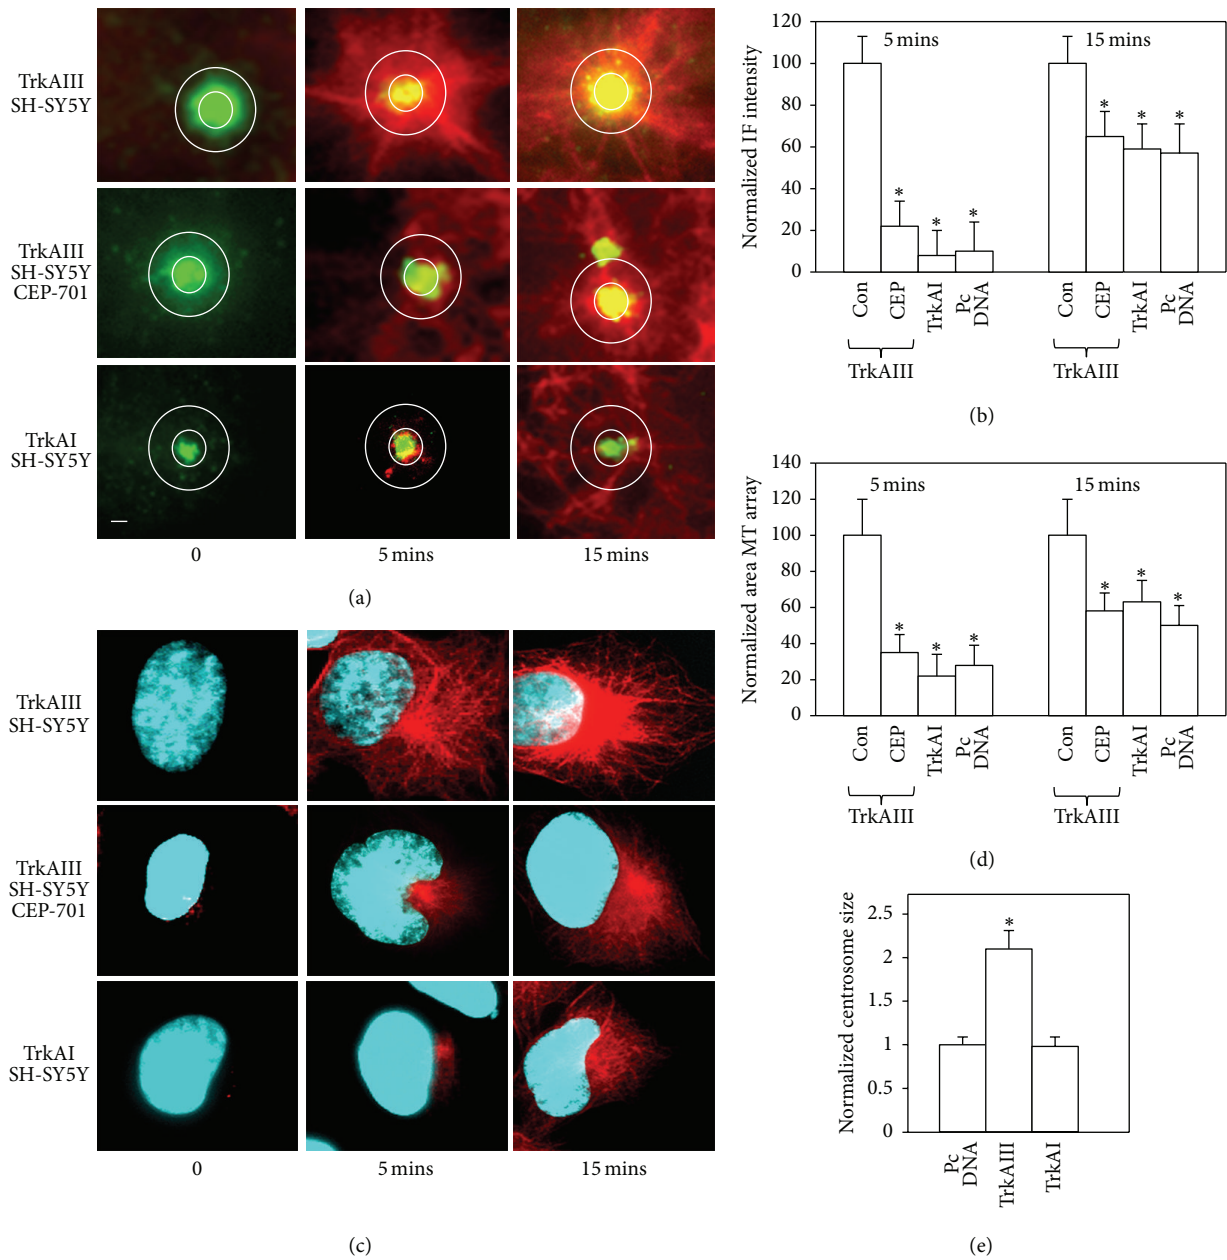 TrkAIII
SH-SY5Y
TrkAIII
SH-SY5Y
CEP-701
TrkAI
SH-SY5Y
0
5 mins
15 mins
(a)
Normalized IF intensity
120
100
80
60
40
20
0
5 mins
15 mins
*
*
*
*
*
*
Con
CEP
TrkAI
Pc
DNA
Con
CEP
TrkAI
Pc
DNA
TrkAIII
TrkAIII
(b)
TrkAIII
SH-SY5Y
TrkAIII
SH-SY5Y
CEP-701
TrkAI
SH-SY5Y
0
5 mins
15 mins
(c)
Normalized area MT array
140
120
100
80
60
40
20
0
5 mins
15 mins
*
*
*
*
*
*
Con
CEP
TrkAI
Pc
DNA
Con
CEP
TrkAI
Pc
DNA
TrkAIII
TrkAIII
(d)
Normalized centrosome size
2.5
2
1.5
1
0.5
0
*
Pc
DNA
TrkAIII
TrkAI
(e)